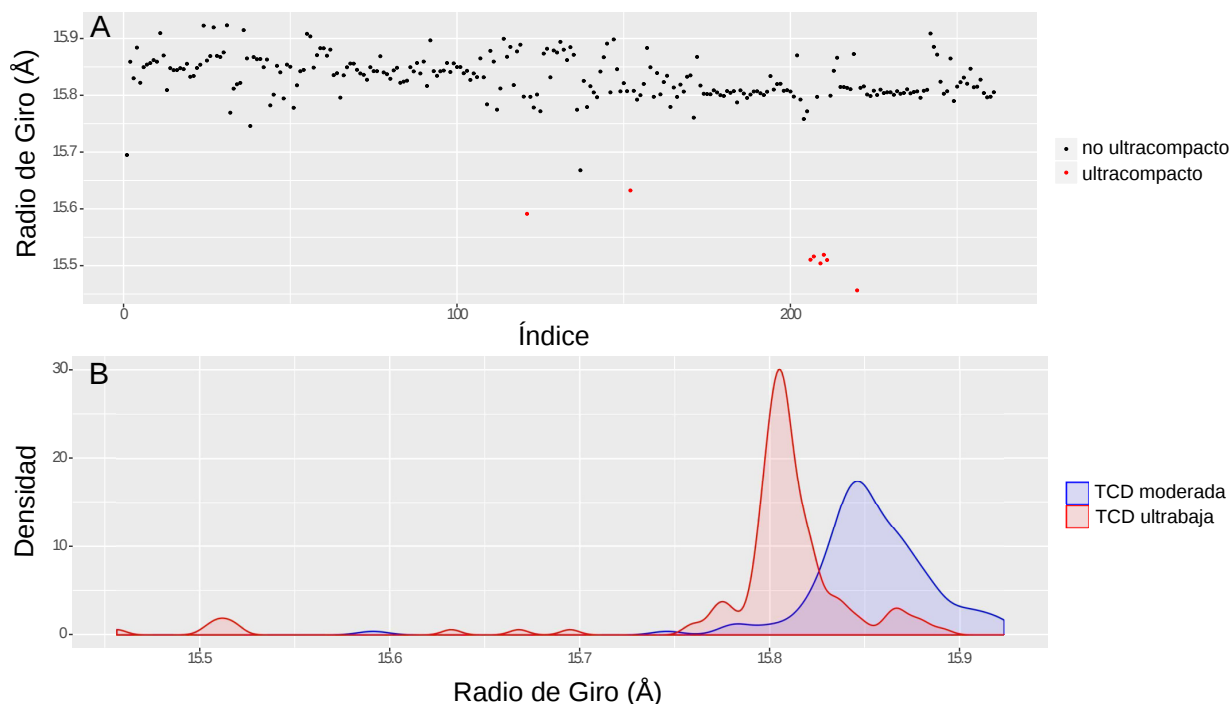 A
15.9
15.8
15.7
15.6
15.5
Radio de Giro (Å)
0
100
200
Índice
no ultracompacto
ultracompacto
B
30
20
10
0
Densidad
15.5
15.6
15.7
15.8
15.9
Radio de Giro (Å)
TCD moderada
TCD ultrabaja